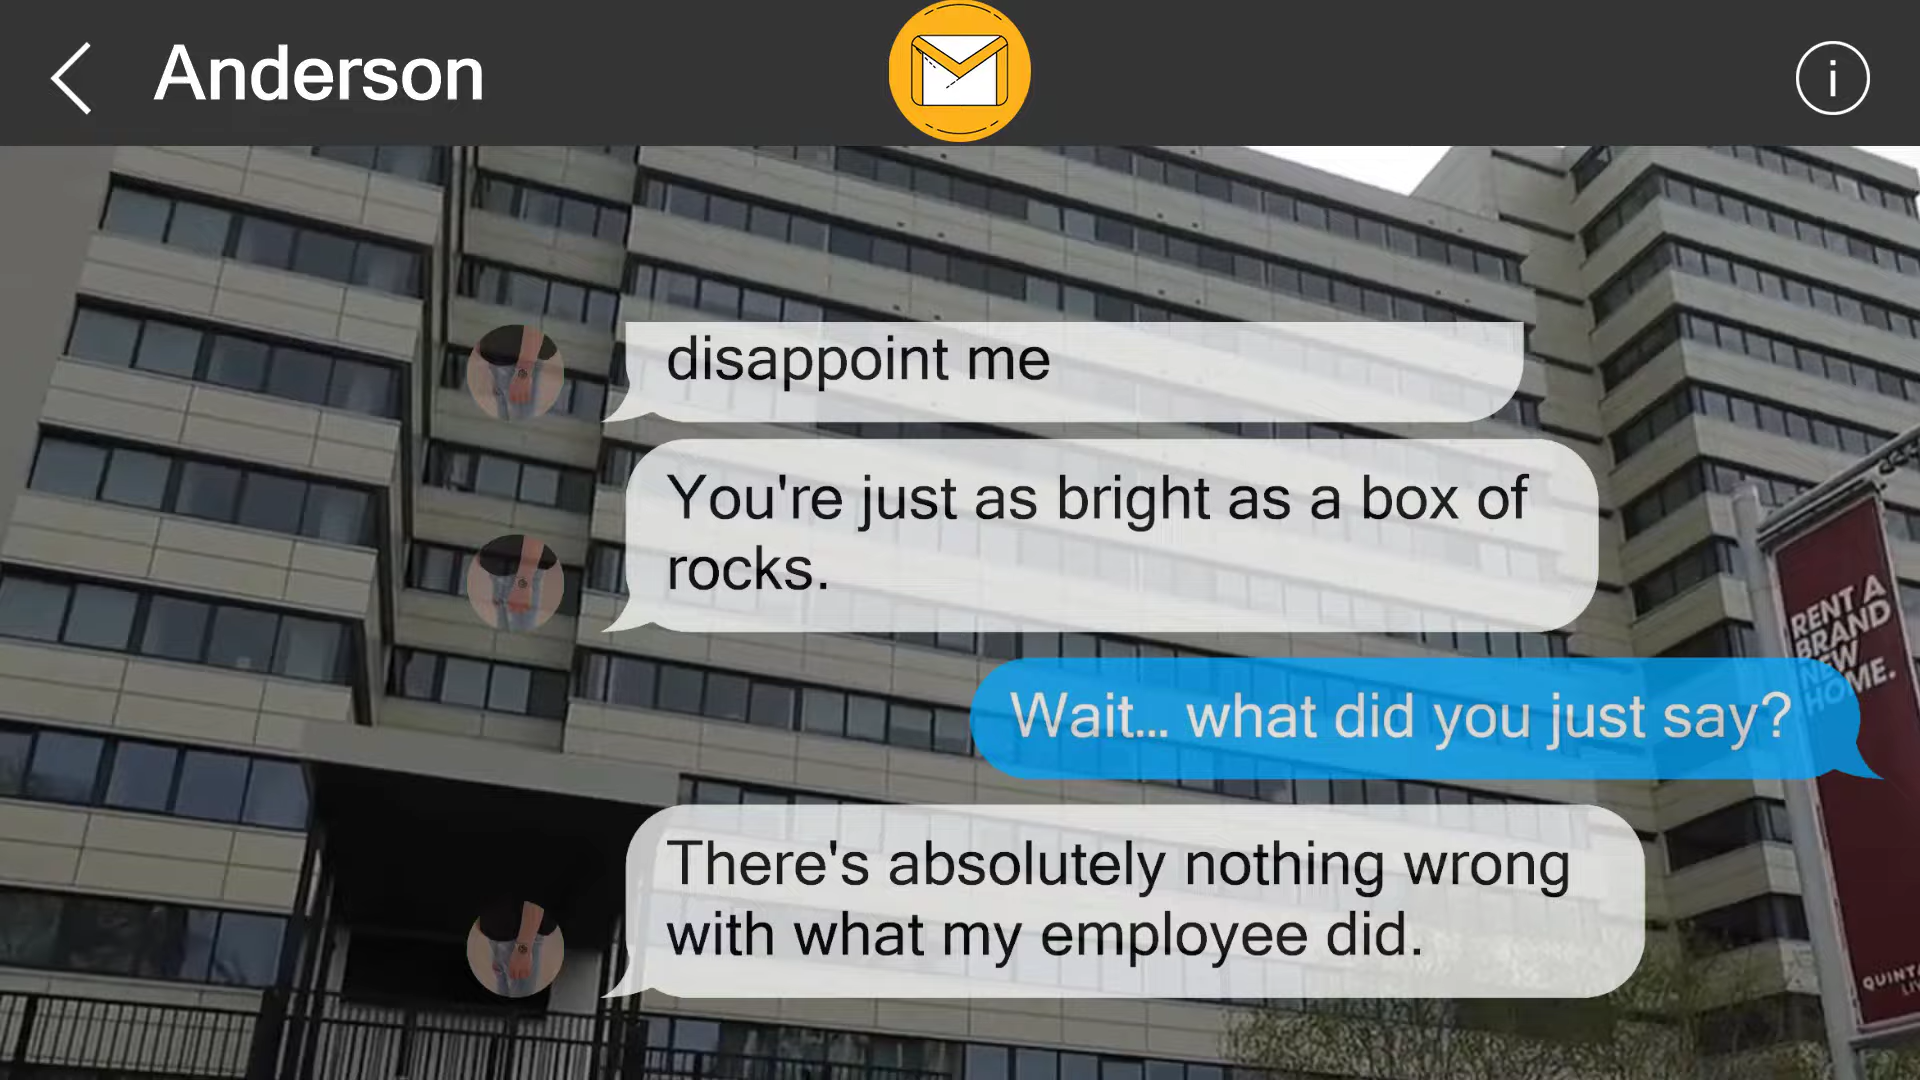 Anderson
disappoint me
You're just as bright as a box of
rocks.
Wait... what did you just say?
There's absolutely nothing wrong
with what my employee did.
RENT A
BRAND
NEW
HOME.